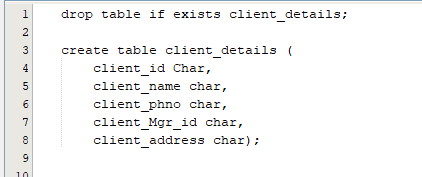 1 drop table if exists client_details;
2
3 create table client_details (
4 client_id Char,
5 client_name char,
6 client_phno char,
7 client_Mgr_id char,
8 client_address char);
9
10